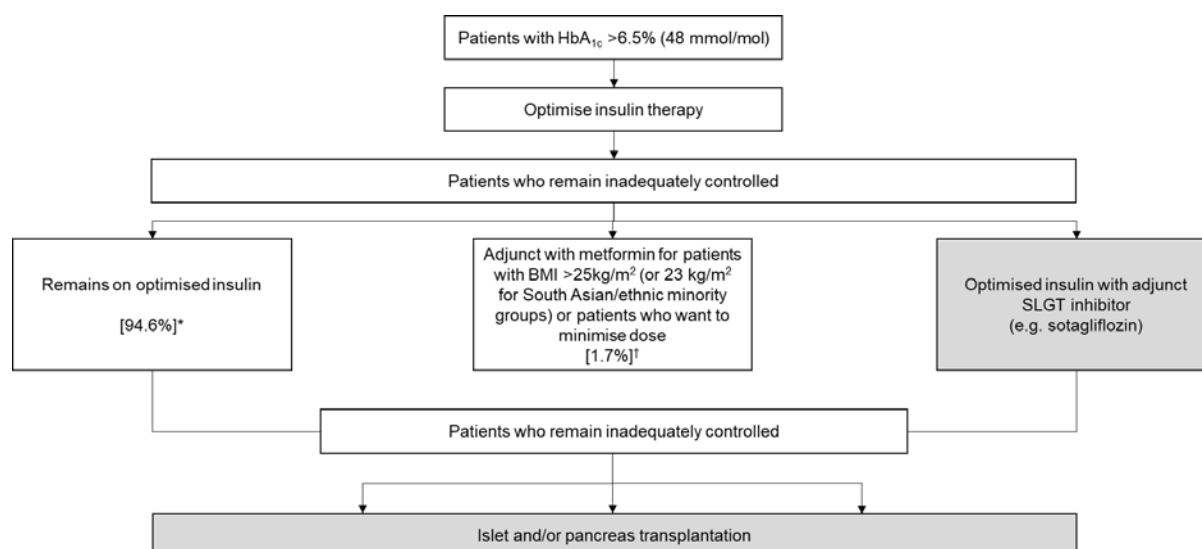 Patients with HbA1c >6.5% (48 mmol/mol)
Optimise insulin therapy
Patients who remain inadequately controlled
Remains on optimised insulin
[94.6%]*
Adjunct with metformin for patients
with BMI >25kg/m² (or 23 kg/m²
for South Asian/ethnic minority
groups) or patients who want to
minimise dose
[1.7%]†
Optimised insulin with adjunct
SLGT inhibitor
(e.g. sotagliflozin)
Patients who remain inadequately controlled
Islet and/or pancreas transplantation